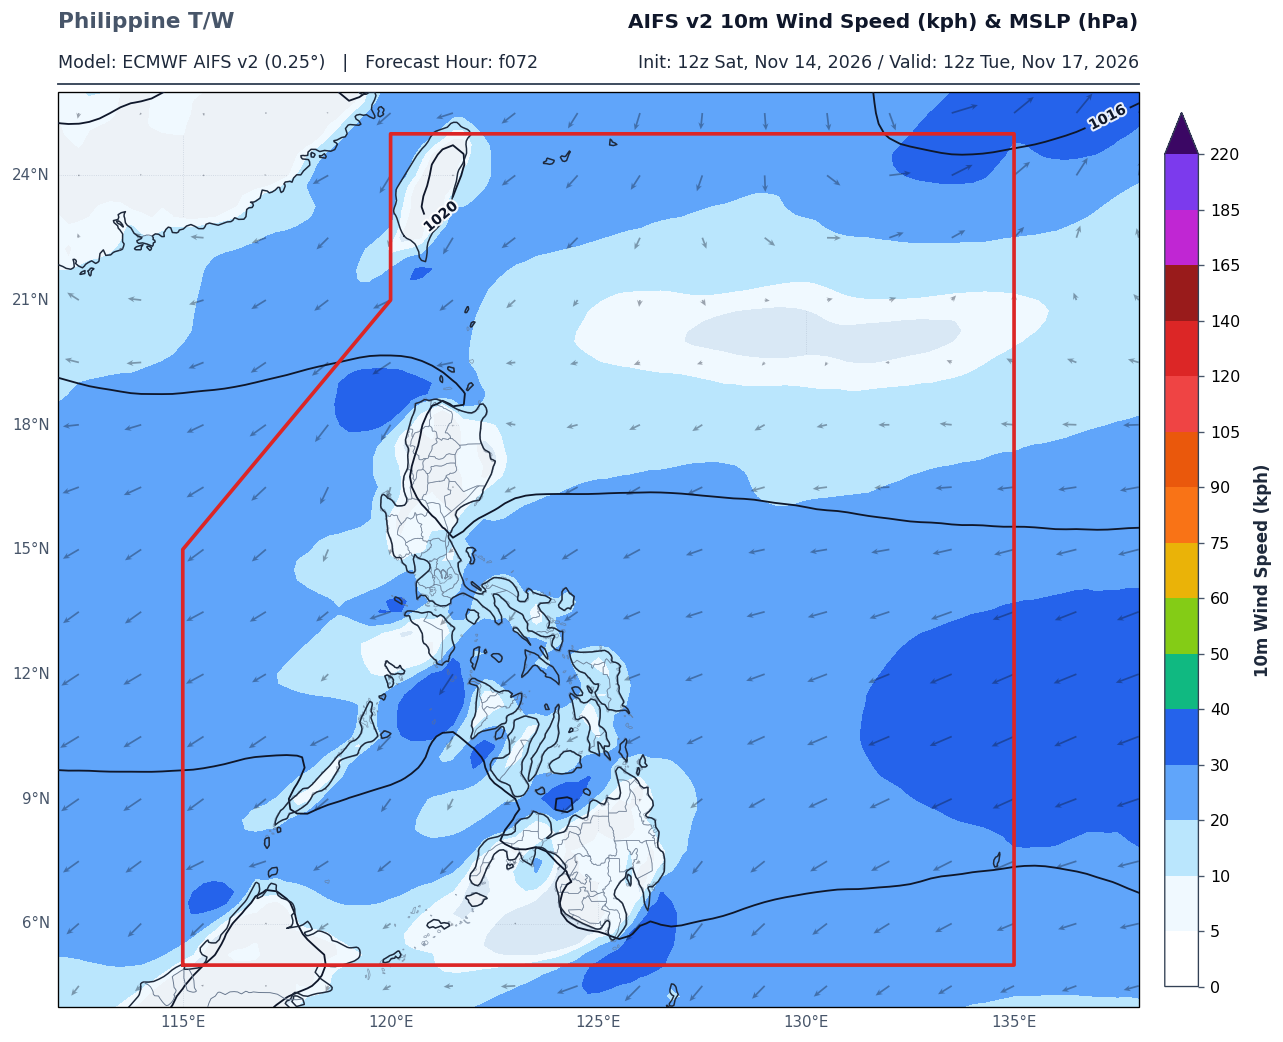 Philippine T/W
AIFS v2 10m Wind Speed (kph) & MSLP (hPa)
Model: ECMWF AIFS v2 (0.25°) | Forecast Hour: f072
Init: 12z Sat, Nov 14, 2026 / Valid: 12z Tue, Nov 17, 2026
1016
1020
24°N
21°N
18°N
15°N
12°N
9°N
6°N
115°E
120°E
125°E
130°E
135°E
220
185
165
140
120
105
90
75
60
50
40
30
20
10
5
0
10m Wind Speed (kph)